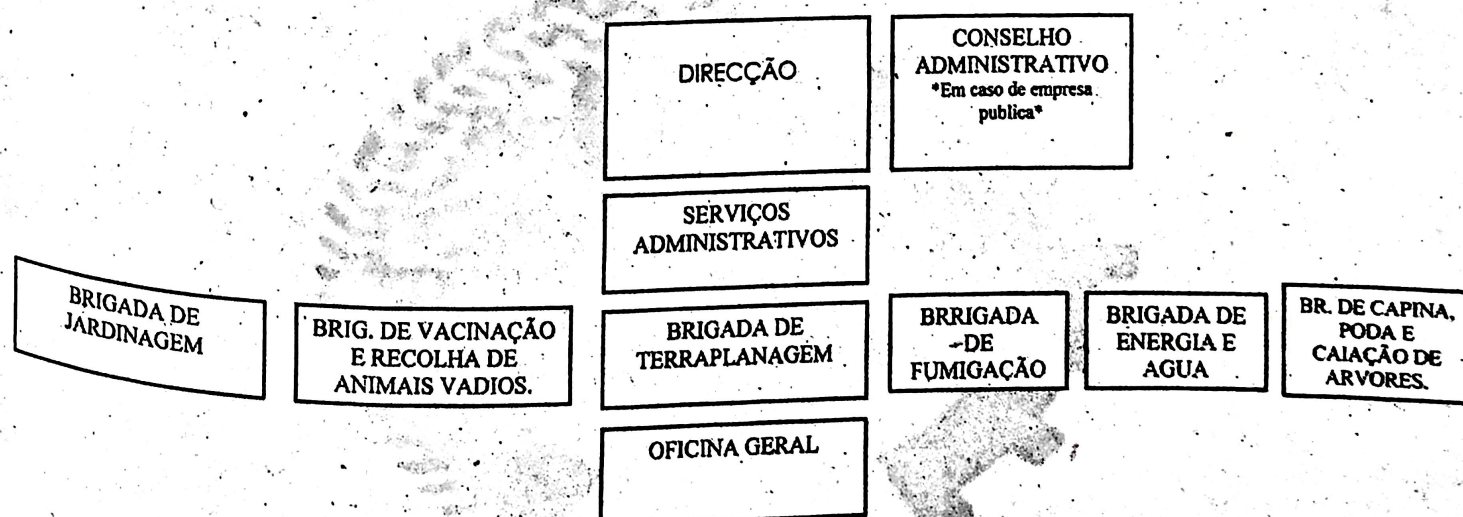 DIRECÇÃO
CONSELHO
ADMINISTRATIVO
*Em caso de empresa
publica*
SERVIÇOS
ADMINISTRATIVOS
BRIGADA DE
JARDINAGEM
BRIG. DE VACINAÇÃO
E RECOLHA DE
ANIMAIS VADIOS.
BRIGADA DE
TERRAPLANAGEM
BRRIGADA
DE
FUMIGAÇÃO
BRIGADA DE
ENERGIA E
AGUA
BR. DE CAPINA,
PODA E
CAIAÇÃO DE
ARVORES.
OFICINA GERAL